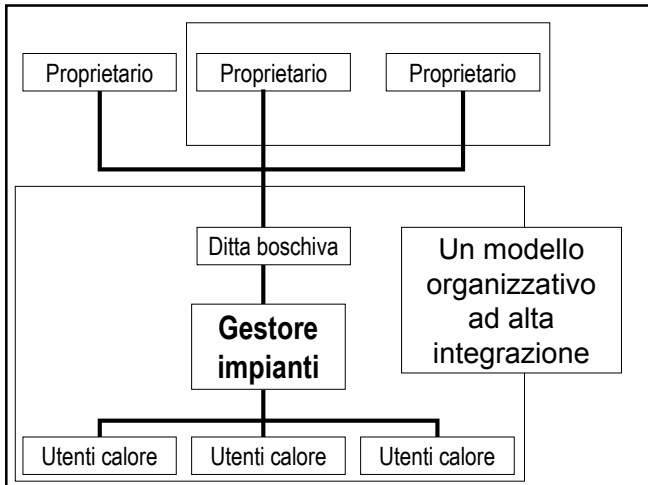 Proprietario
Proprietario
Proprietario
Ditta boschiva
Un modello
organizzativo
ad alta
integrazione
Gestore
impianti
Utenti calore
Utenti calore
Utenti calore